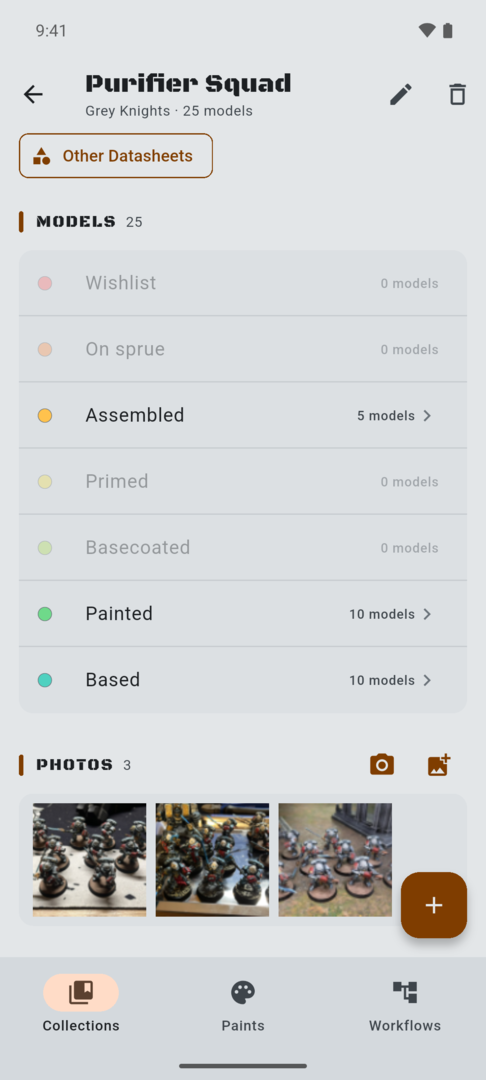 9:41
Purifier Squad
Grey Knights · 25 models
Other Datasheets
MODELS 25
Wishlist 0 models
On sprue 0 models
Assembled 5 models
Primed 0 models
Basecoated 0 models
Painted 10 models
Based 10 models
PHOTOS 3
Collections Paints Workflows